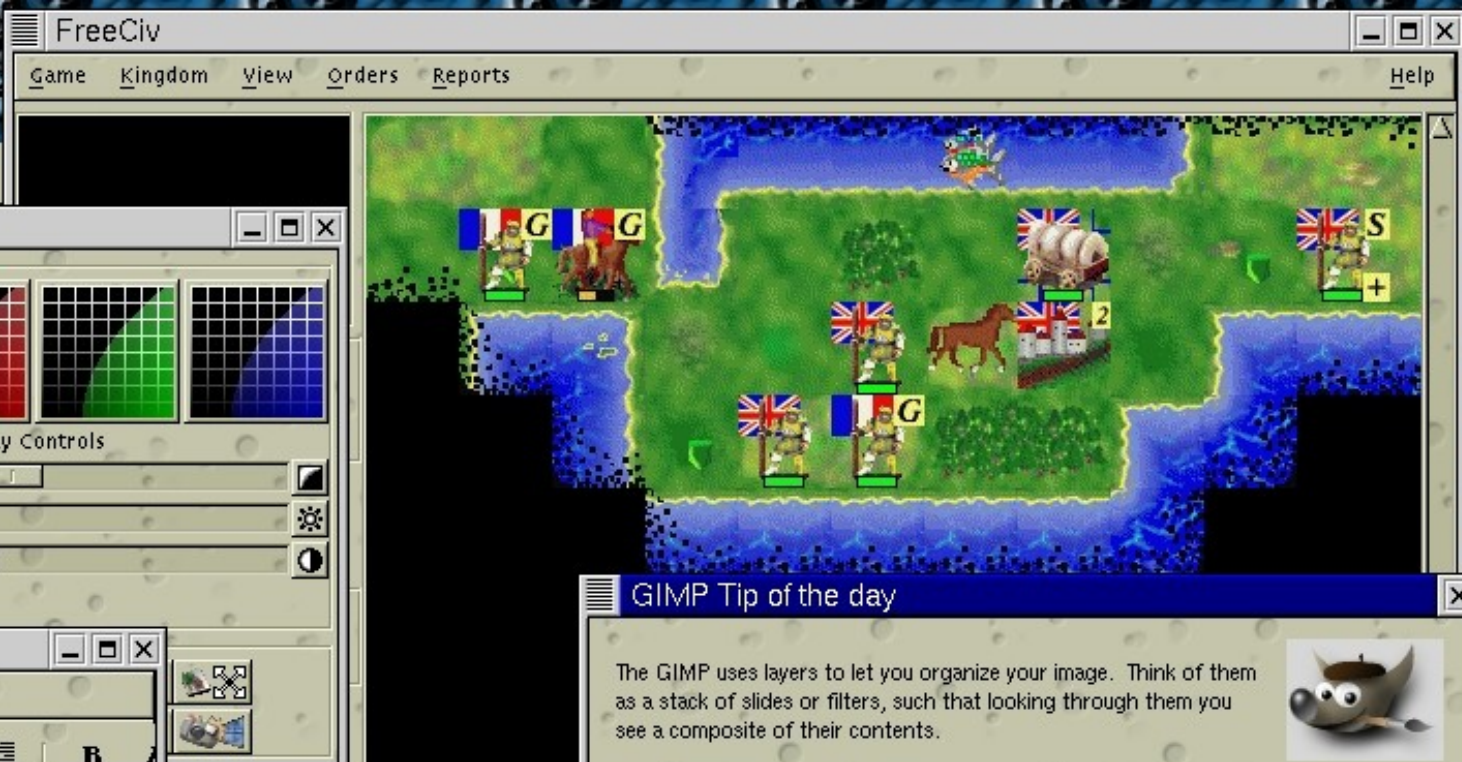 FreeCiv
Game Kingdom View Orders Reports Help
G G S
+
2
G
y Controls
GIMP Tip of the day
The GIMP uses layers to let you organize your image. Think of them
as a stack of slides or filters, such that looking through them you
see a composite of their contents.
B